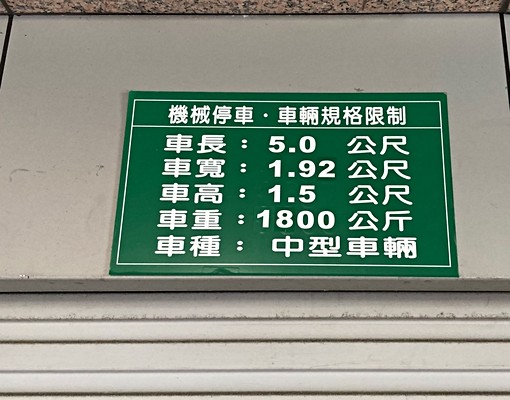 機械停車・車輛規格限制
車長：5.0 公尺
車寬：1.92 公尺
車高：1.5 公尺
車重：1800 公斤
車種：中型車輛